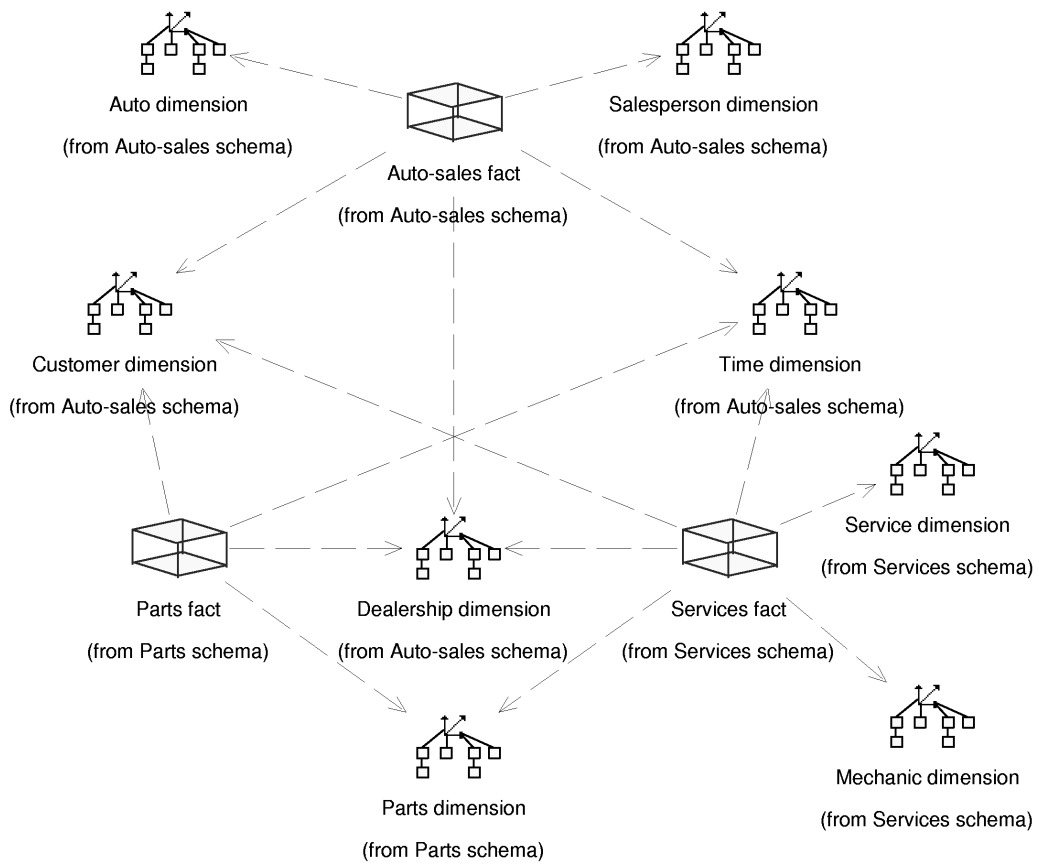 Auto dimension
(from Auto-sales schema)
Salesperson dimension
(from Auto-sales schema)
Auto-sales fact
(from Auto-sales schema)
Customer dimension
(from Auto-sales schema)
Time dimension
(from Auto-sales schema)
Service dimension
(from Services schema)
Parts fact
(from Parts schema)
Dealership dimension
(from Auto-sales schema)
Services fact
(from Services schema)
Mechanic dimension
(from Services schema)
Parts dimension
(from Parts schema)